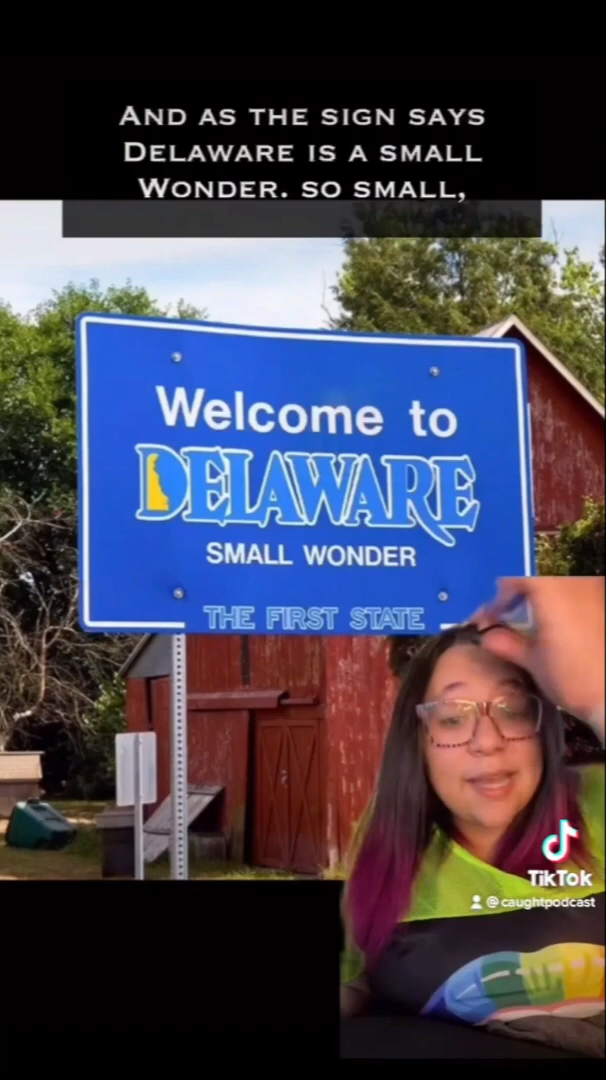 And as the sign says
Delaware is a small
Wonder. so small,
Welcome to
DELAWARE
SMALL WONDER
THE FIRST STATE
TikTok
@caughtpodcast